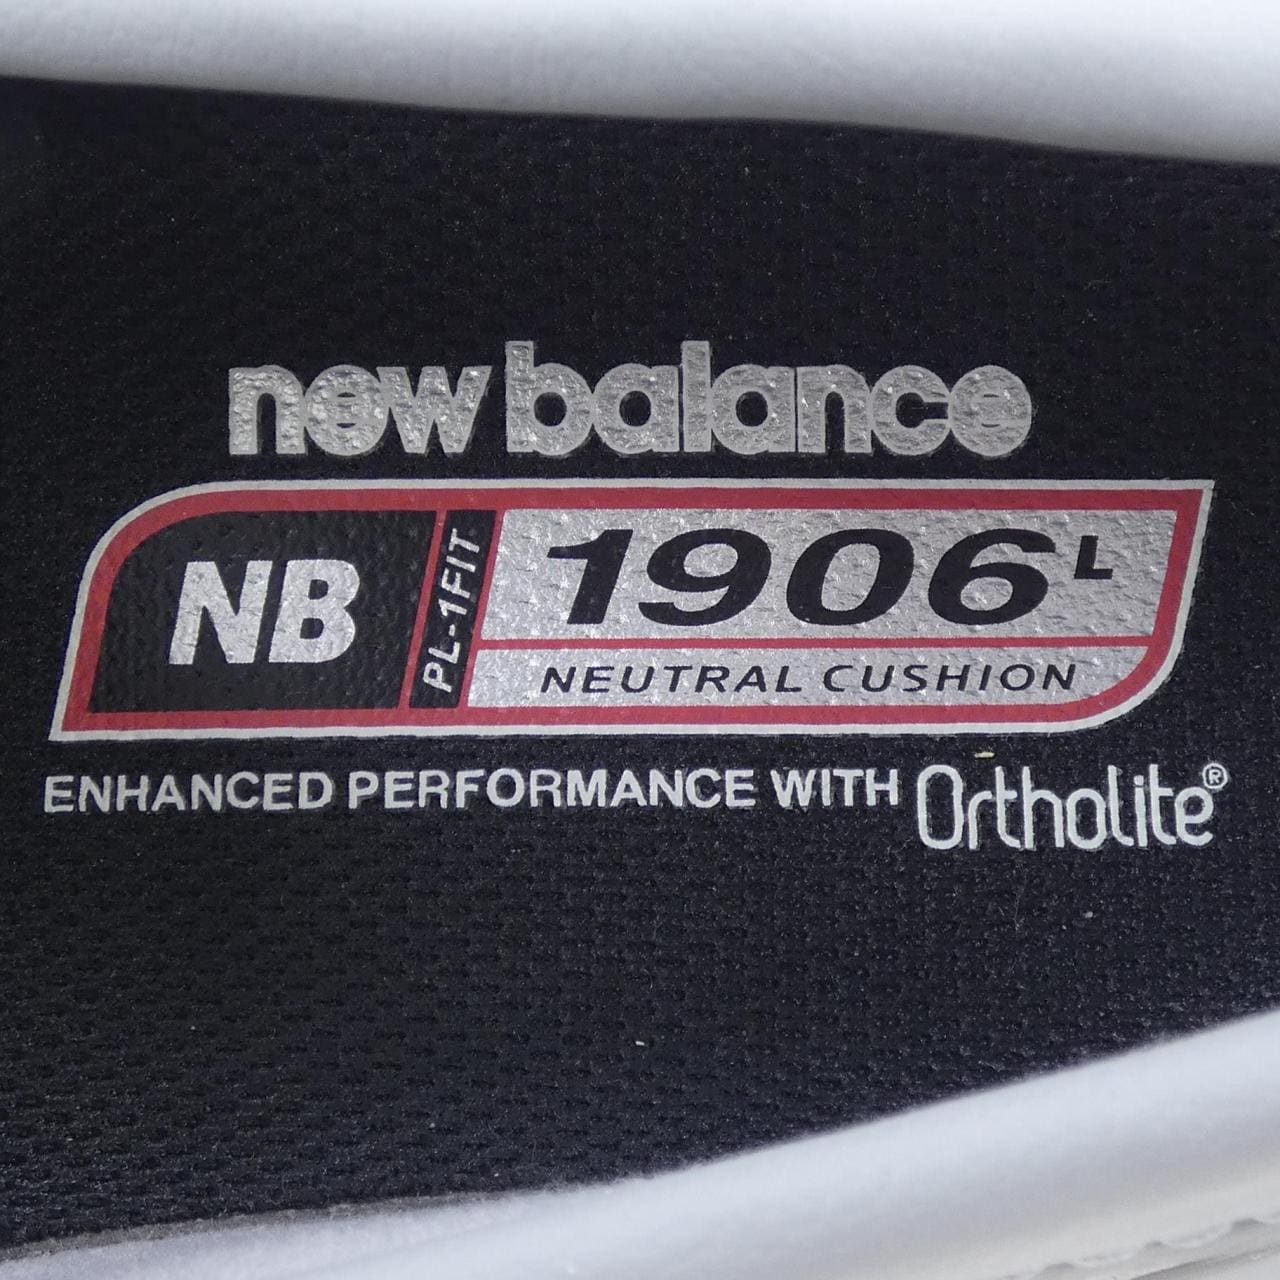 new balance
NB PL-1FIT 1906L
NEUTRAL CUSHION
ENHANCED PERFORMANCE WITH Ortholite®